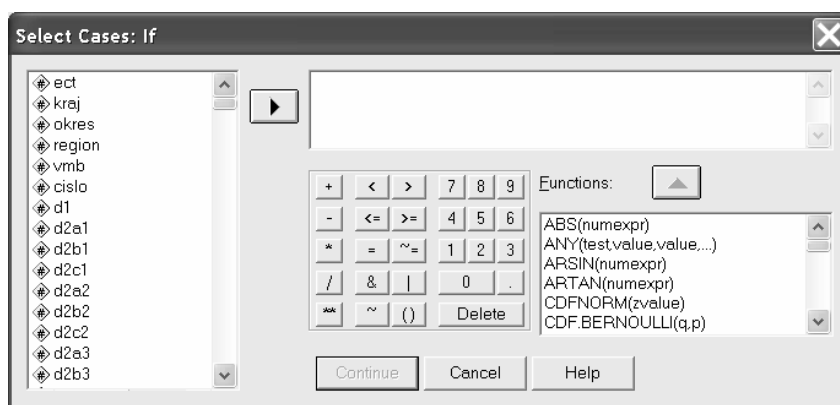 Select Cases: If
ect
kraj
okres
region
vmb
cislo
d1
d2a1
d2b1
d2c1
d2a2
d2b2
d2c2
d2a3
d2b3
+ < > 7 8 9
- <= >= 4 5 6
* = ~= 1 2 3
/ & | 0 .
** ~ () Delete
Functions:
ABS(numexpr)
ANY(test,value,value,...)
ARSIN(numexpr)
ARTAN(numexpr)
CDFNORM(zvalue)
CDF.BERNOULLI(q,p)
Continue Cancel Help